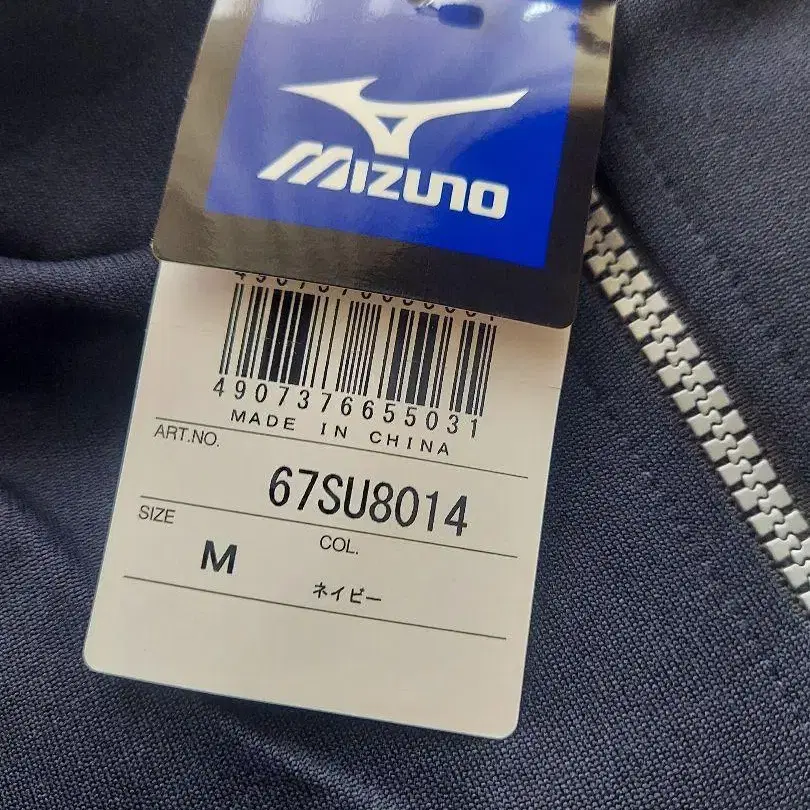 MIZUNO
4907376655031
MADE IN CHINA
ART.NO.
67SU8014
SIZE
M
COL.
ネイビー